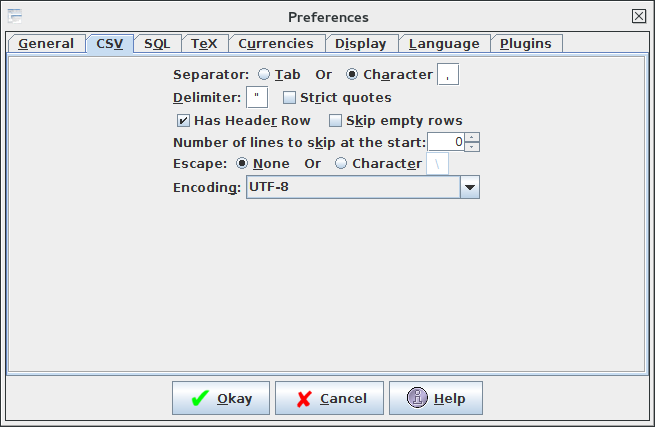 Preferences
General CSV SQL TeX Currencies Display Language Plugins
Separator: Tab Or Character ,
Delimiter: " Strict quotes
Has Header Row Skip empty rows
Number of lines to skip at the start: 0
Escape: None Or Character \
Encoding: UTF-8
Okay Cancel Help